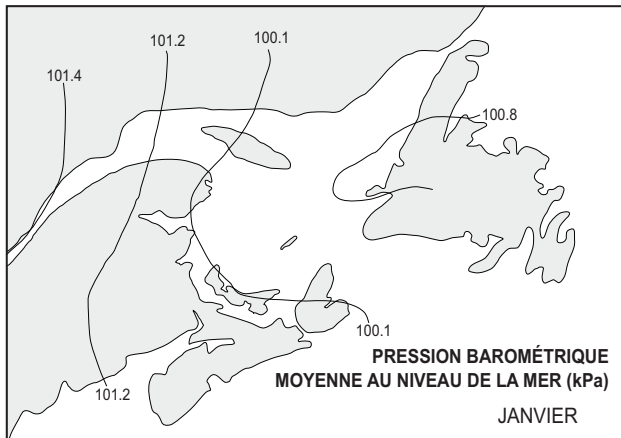 101.2
100.1
101.4
100.8
100.1
101.2
PRESSION BAROMÉTRIQUE
MOYENNE AU NIVEAU DE LA MER (kPa)
JANVIER